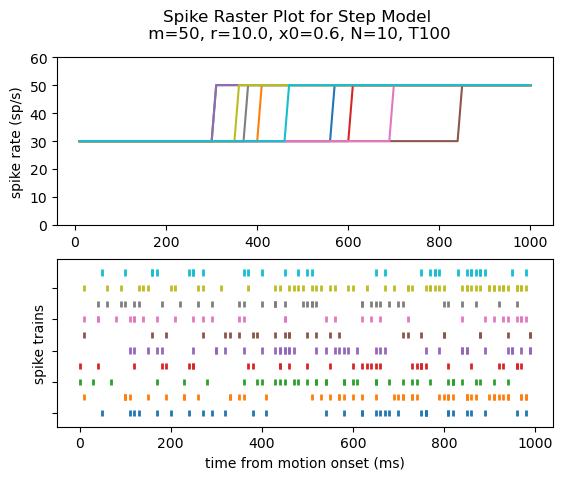 Spike Raster Plot for Step Model
m=50, r=10.0, x0=0.6, N=10, T100
60
50
40
30
20
10
0
spike rate (sp/s)
0 200 400 600 800 1000
spike trains
0 200 400 600 800 1000
time from motion onset (ms)